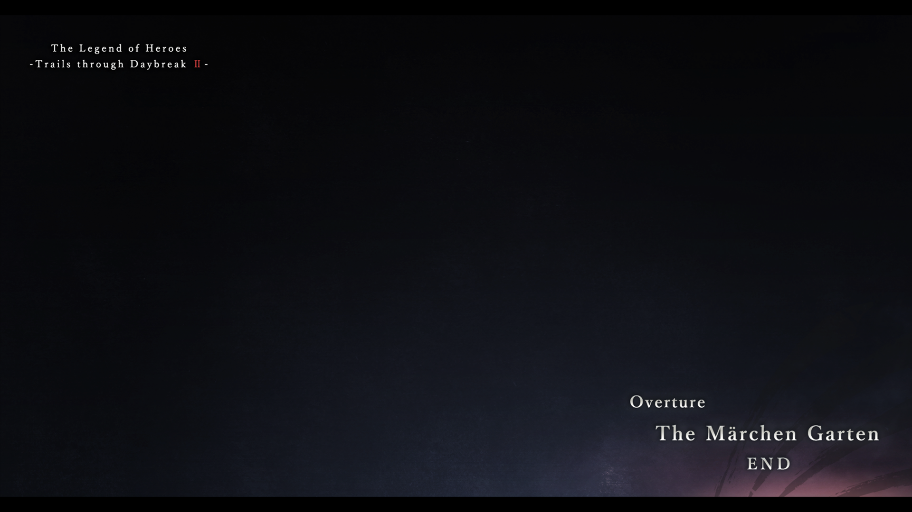 The Legend of Heroes
-Trails through Daybreak II-
Overture
The Märchen Garten
END